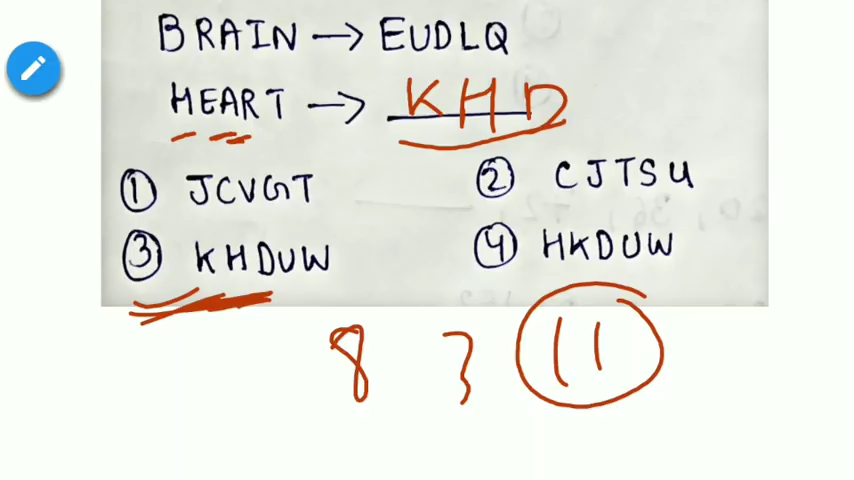 BRAIN → EUDLQ
HEART → KHD
① JCVGT ② CJTSU
③ KHDUW ④ HKDUW
8 3 11